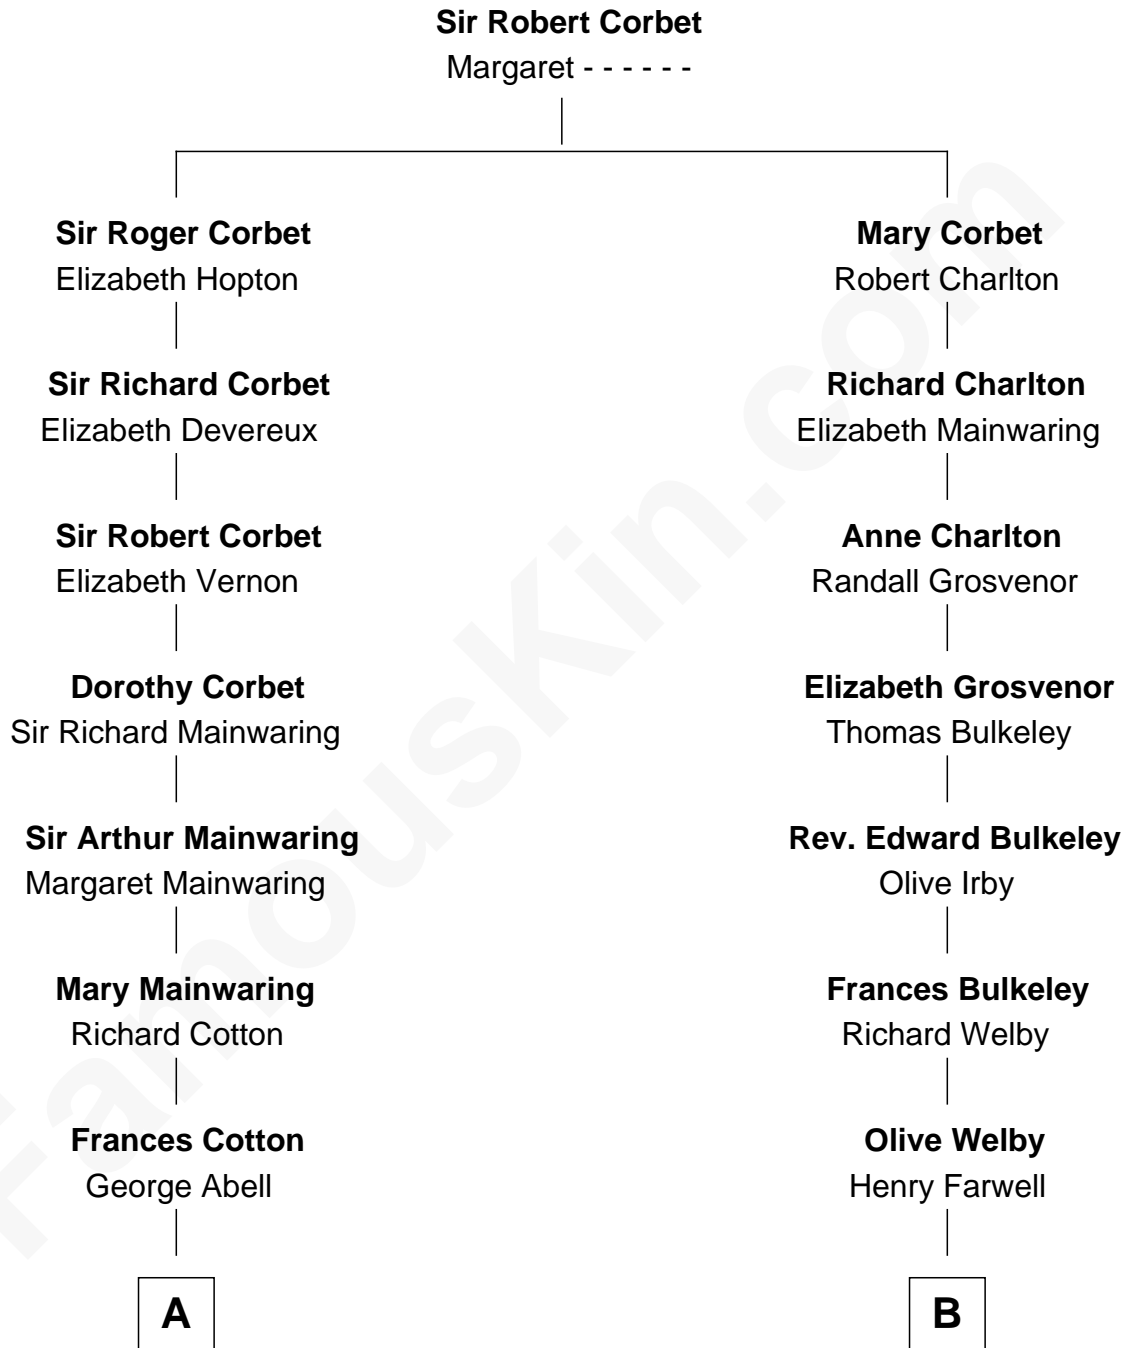 Sir Robert Corbet
Margaret - - - - - -
Sir Roger Corbet
Elizabeth Hopton
Sir Richard Corbet
Elizabeth Devereux
Sir Robert Corbet
Elizabeth Vernon
Dorothy Corbet
Sir Richard Mainwaring
Sir Arthur Mainwaring
Margaret Mainwaring
Mary Mainwaring
Richard Cotton
Frances Cotton
George Abell
A
Mary Corbet
Robert Charlton
Richard Charlton
Elizabeth Mainwaring
Anne Charlton
Randall Grosvenor
Elizabeth Grosvenor
Thomas Bulkeley
Rev. Edward Bulkeley
Olive Irby
Frances Bulkeley
Richard Welby
Olive Welby
Henry Farwell
B
FamousKin.com